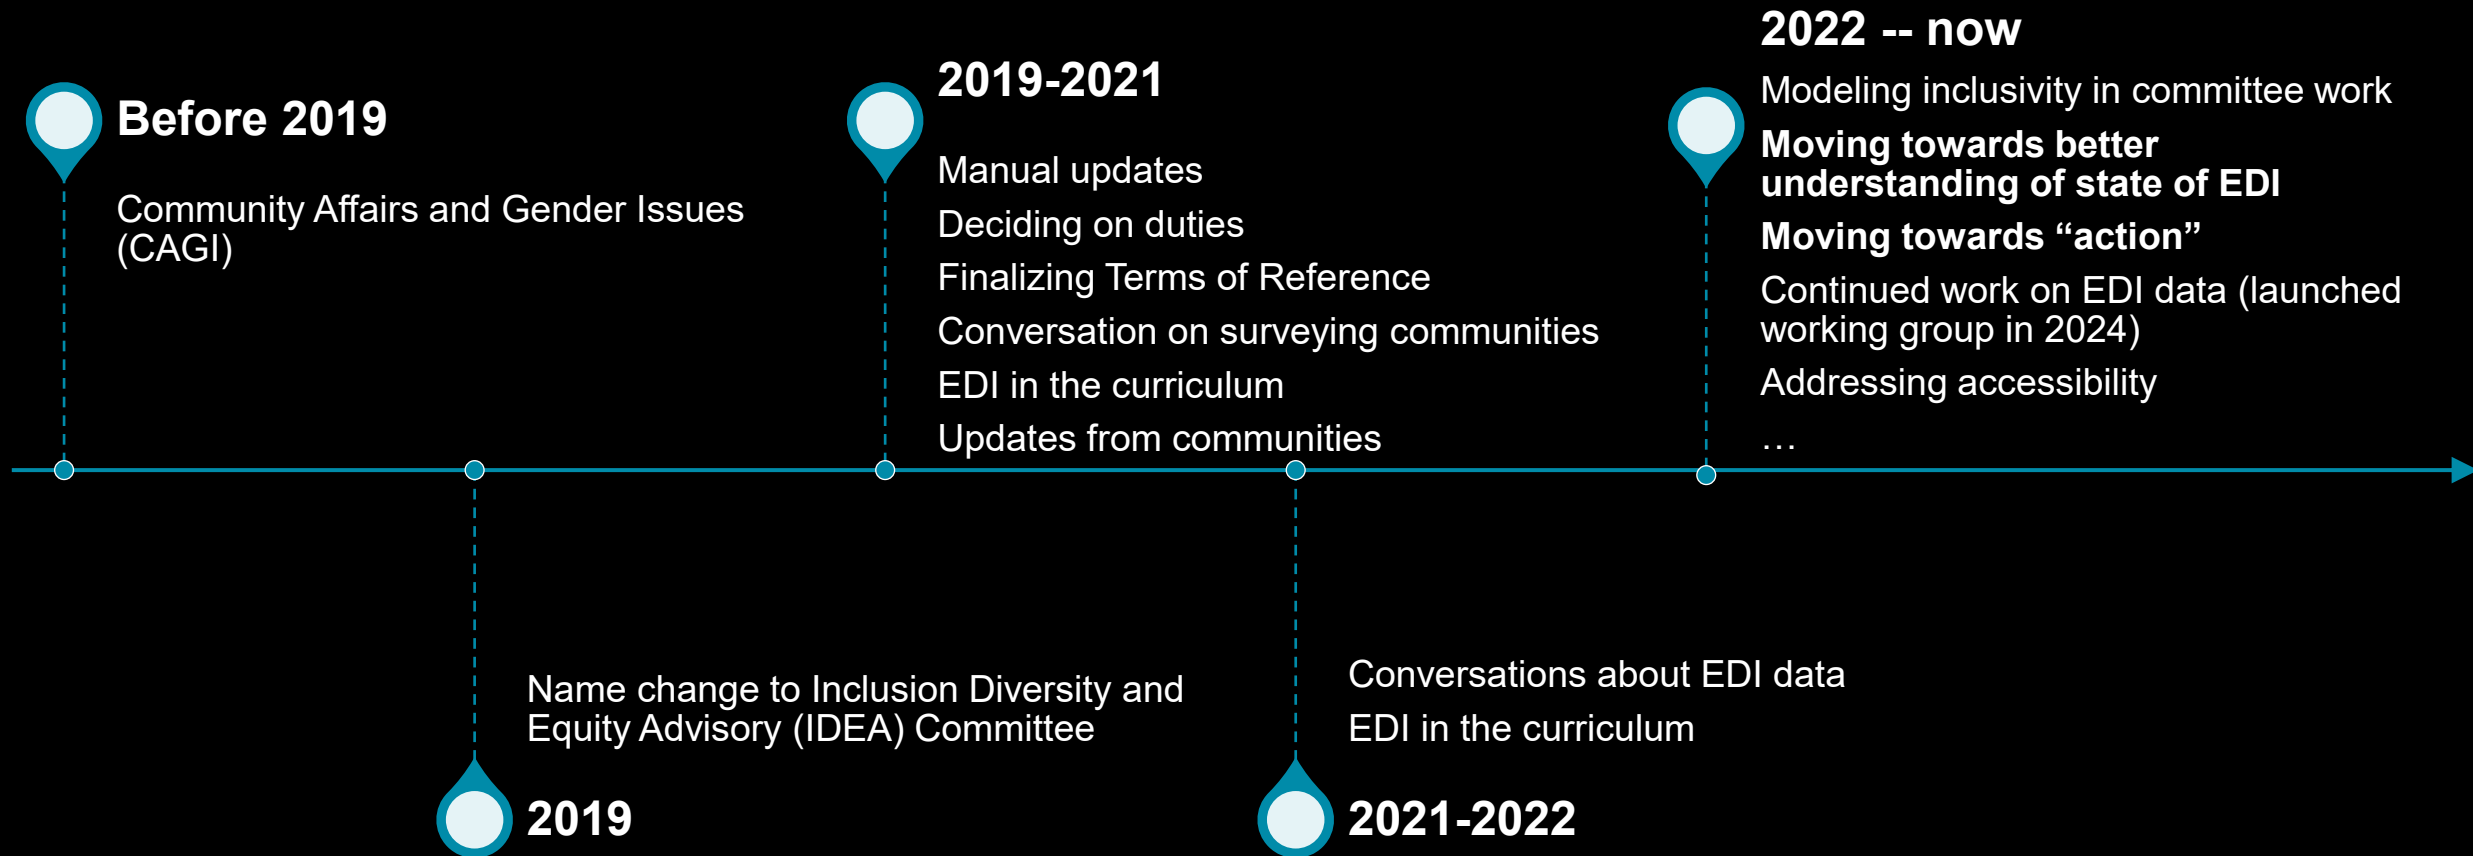 Before 2019
Community Affairs and Gender Issues
(CAGI)
2019
Name change to Inclusion Diversity and
Equity Advisory (IDEA) Committee
2019-2021
Manual updates
Deciding on duties
Finalizing Terms of Reference
Conversation on surveying communities
EDI in the curriculum
Updates from communities
2021-2022
Conversations about EDI data
EDI in the curriculum
2022 -- now
Modeling inclusivity in committee work
Moving towards better
understanding of state of EDI
Moving towards “action”
Continued work on EDI data (launched
working group in 2024)
Addressing accessibility
…